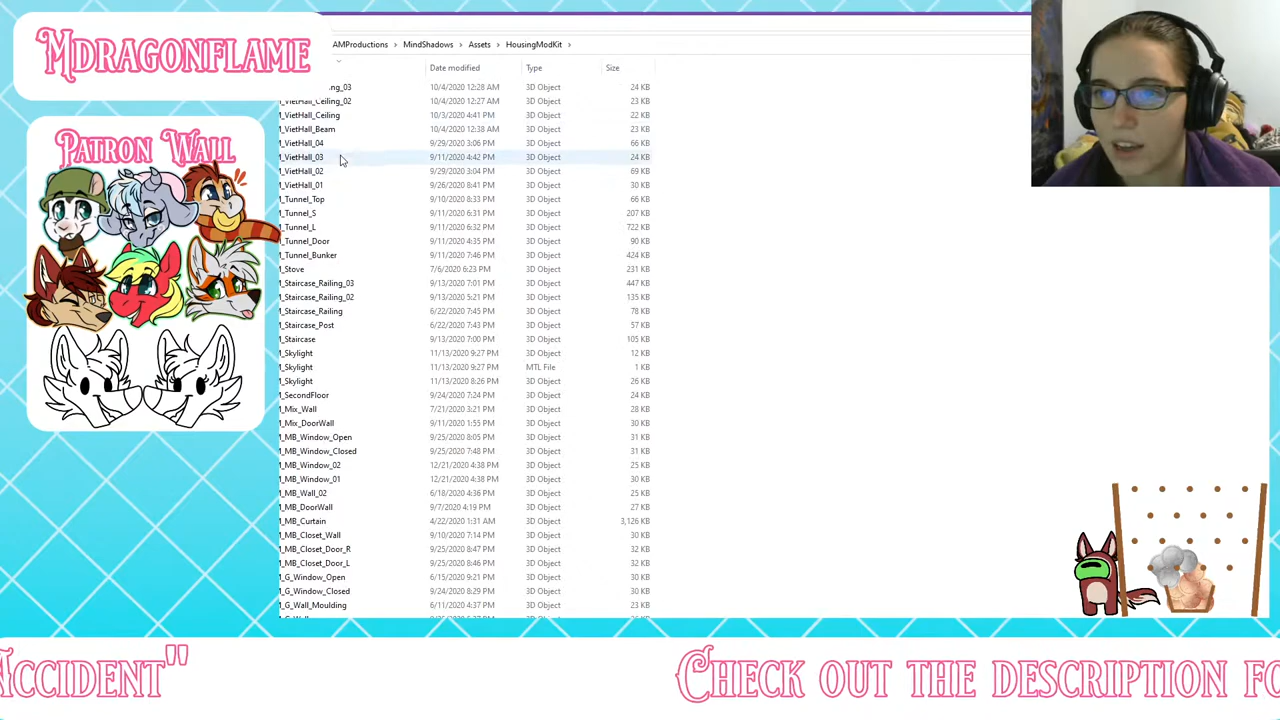 MDRAGONFLAME
PATRON WALL
AMProductions › MindShadows › Assets › HousingModKit ›
Date modified Type Size
ng_03 10/4/2020 12:28 AM 3D Object 24 KB
_VietHall_Ceiling_02 10/4/2020 12:27 AM 3D Object 23 KB
_VietHall_Ceiling 10/3/2020 4:41 PM 3D Object 22 KB
_VietHall_Beam 10/4/2020 12:38 AM 3D Object 23 KB
_VietHall_04 9/29/2020 3:06 PM 3D Object 66 KB
_VietHall_03 9/11/2020 4:42 PM 3D Object 24 KB
_VietHall_02 9/29/2020 3:04 PM 3D Object 69 KB
_VietHall_01 9/26/2020 8:41 PM 3D Object 30 KB
_Tunnel_Top 9/10/2020 8:33 PM 3D Object 66 KB
_Tunnel_S 9/11/2020 6:31 PM 3D Object 207 KB
_Tunnel_L 9/11/2020 6:32 PM 3D Object 722 KB
_Tunnel_Door 9/11/2020 4:35 PM 3D Object 90 KB
_Tunnel_Bunker 9/11/2020 7:46 PM 3D Object 424 KB
_Stove 7/6/2020 6:23 PM 3D Object 231 KB
_Staircase_Railing_03 9/13/2020 7:01 PM 3D Object 447 KB
_Staircase_Railing_02 9/13/2020 5:21 PM 3D Object 135 KB
_Staircase_Railing 6/22/2020 7:45 PM 3D Object 78 KB
_Staircase_Post 6/22/2020 7:43 PM 3D Object 57 KB
_Staircase 9/13/2020 7:00 PM 3D Object 105 KB
_Skylight 11/13/2020 9:27 PM 3D Object 12 KB
_Skylight 11/13/2020 9:27 PM MTL File 1 KB
_Skylight 11/13/2020 8:26 PM 3D Object 26 KB
_SecondFloor 9/24/2020 7:24 PM 3D Object 24 KB
_Mix_Wall 7/21/2020 3:21 PM 3D Object 28 KB
_Mix_DoorWall 9/11/2020 1:55 PM 3D Object 30 KB
_MB_Window_Open 9/25/2020 8:05 PM 3D Object 31 KB
_MB_Window_Closed 9/25/2020 7:48 PM 3D Object 31 KB
_MB_Window_02 12/21/2020 4:38 PM 3D Object 25 KB
_MB_Window_01 12/21/2020 4:38 PM 3D Object 30 KB
_MB_Wall_02 6/18/2020 4:36 PM 3D Object 25 KB
_MB_DoorWall 9/7/2020 4:19 PM 3D Object 27 KB
_MB_Curtain 4/22/2020 1:31 AM 3D Object 3,126 KB
_MB_Closet_Wall 9/10/2020 7:14 PM 3D Object 30 KB
_MB_Closet_Door_R 9/25/2020 8:47 PM 3D Object 32 KB
_MB_Closet_Door_L 9/25/2020 8:46 PM 3D Object 32 KB
_G_Window_Open 6/15/2020 9:21 PM 3D Object 30 KB
_G_Window_Closed 9/24/2020 8:29 PM 3D Object 30 KB
_G_Wall_Moulding 6/11/2020 4:37 PM 3D Object 23 KB
ACCIDENT" CHECK OUT THE DESCRIPTION FO